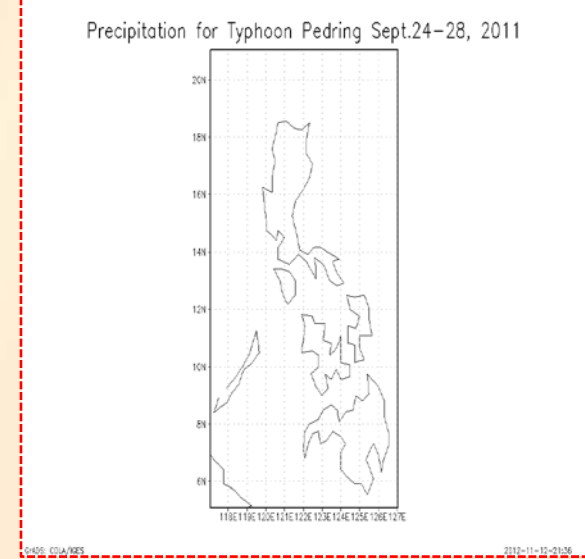 Precipitation for Typhoon Pedring Sept.24-28, 2011
20N
18N
16N
14N
12N
10N
8N
6N
118E 119E 120E 121E 122E 123E 124E 125E 126E 127E
GrADS: COLA/IGES 2012-11-12-21:36